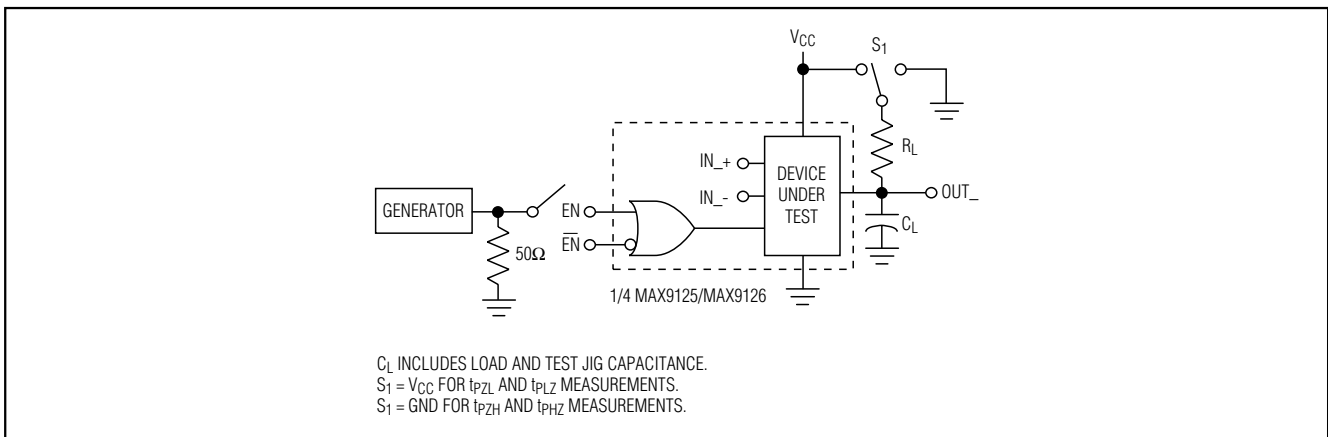 VCC
S1
RL
IN_+
IN_-
DEVICE
UNDER
TEST
OUT_
GENERATOR
EN
EN
CL
50Ω
1/4 MAX9125/MAX9126
CL INCLUDES LOAD AND TEST JIG CAPACITANCE.
S1 = VCC FOR tPZL AND tPLZ MEASUREMENTS.
S1 = GND FOR tPZH AND tPHZ MEASUREMENTS.